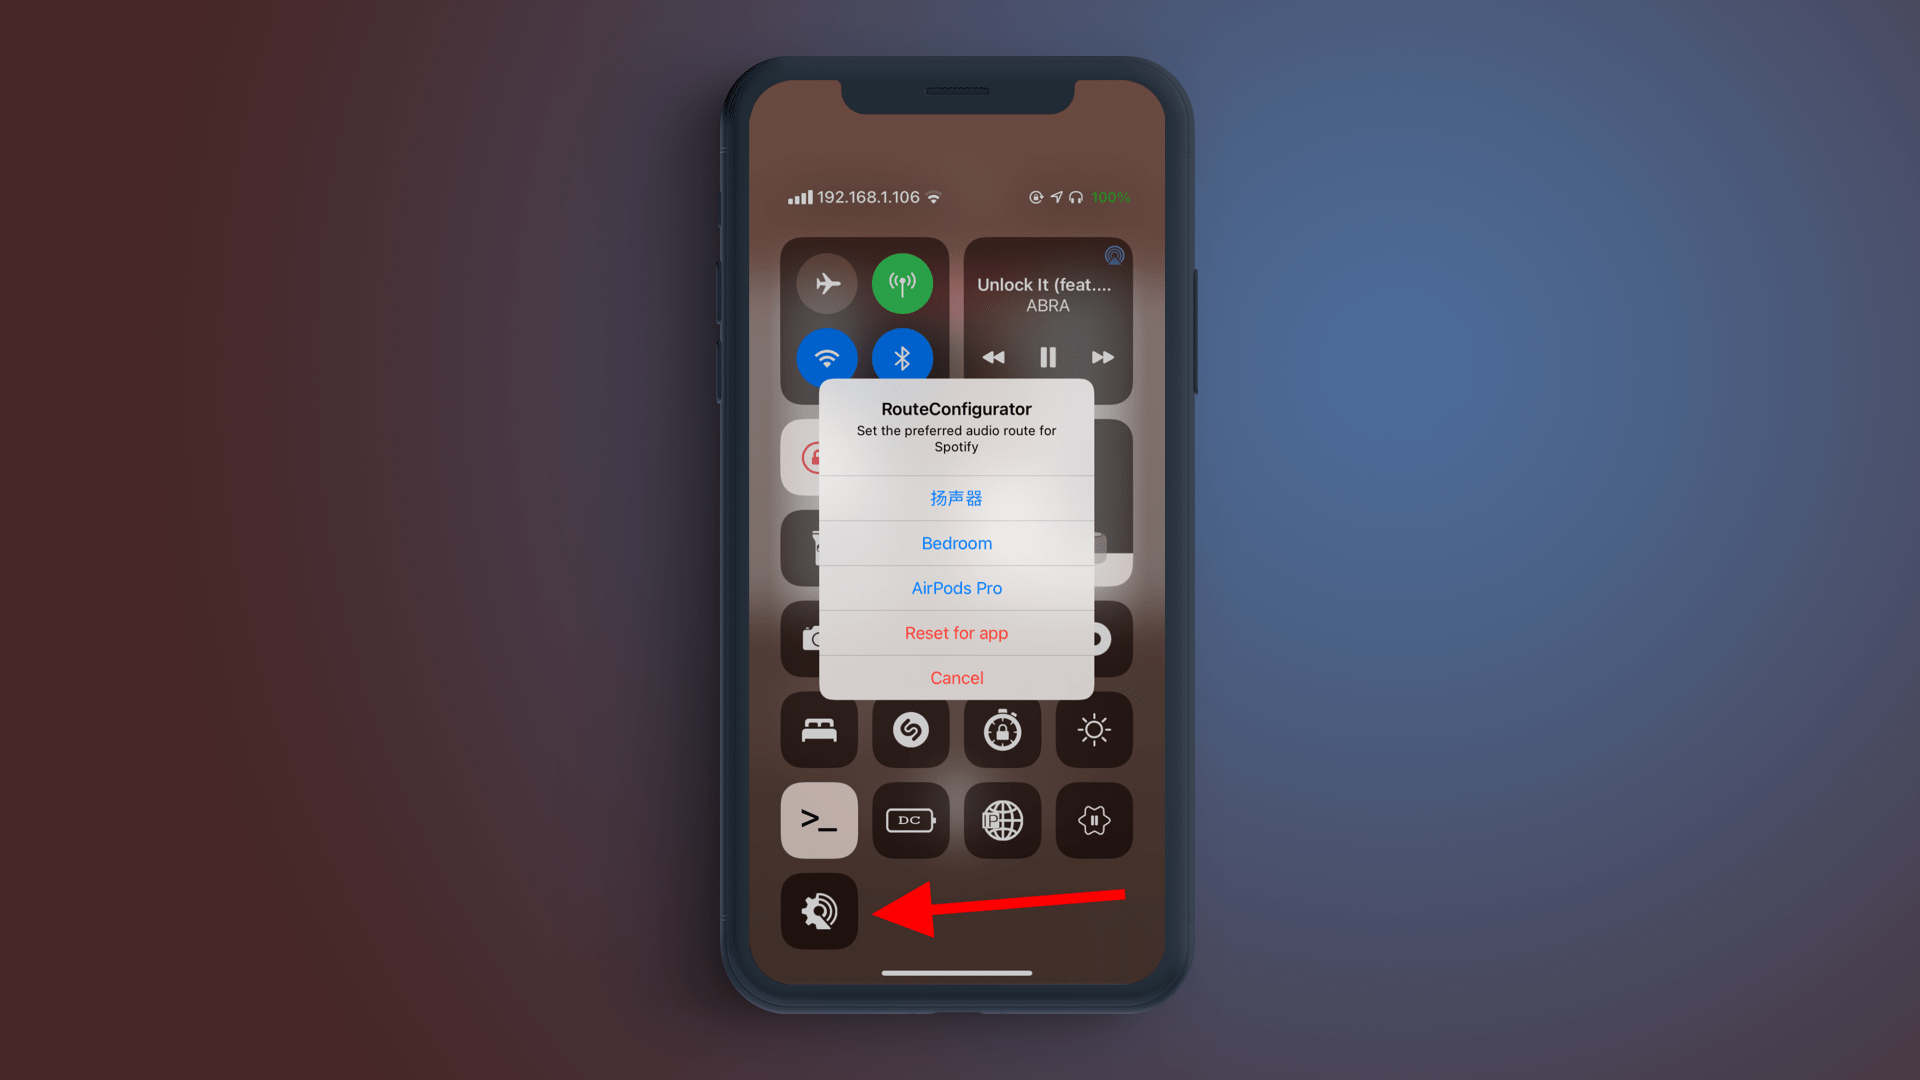 192.168.1.106
100%
Unlock It (feat....
ABRA
RouteConfigurator
Set the preferred audio route for
Spotify
扬声器
Bedroom
AirPods Pro
Reset for app
Cancel
>_
DC
IP